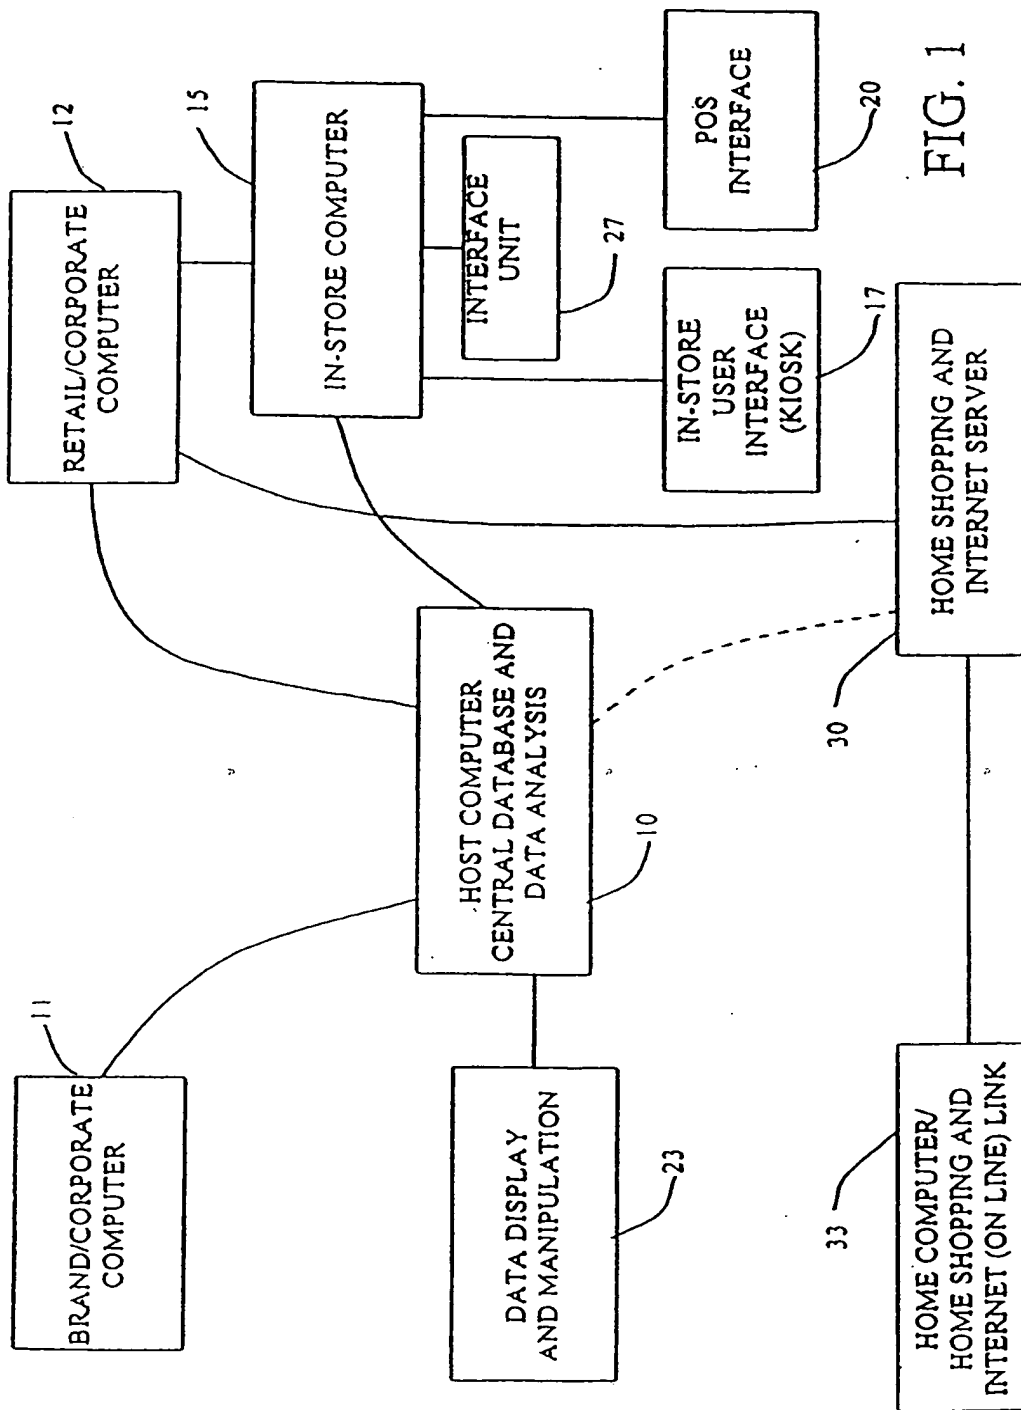 11
BRAND/CORPORATE
COMPUTER
12
RETAIL/CORPORATE
COMPUTER
15
IN-STORE COMPUTER
HOST COMPUTER
CENTRAL DATABASE AND
DATA ANALYSIS
10
DATA DISPLAY
AND MANIPULATION
23
INTERFACE
UNIT
27
IN-STORE
USER
INTERFACE
(KIOSK)
17
POS
INTERFACE
20
33
HOME COMPUTER/
HOME SHOPPING AND
INTERNET (ON LINE) LINK
30
HOME SHOPPING AND
INTERNET SERVER
FIG. 1